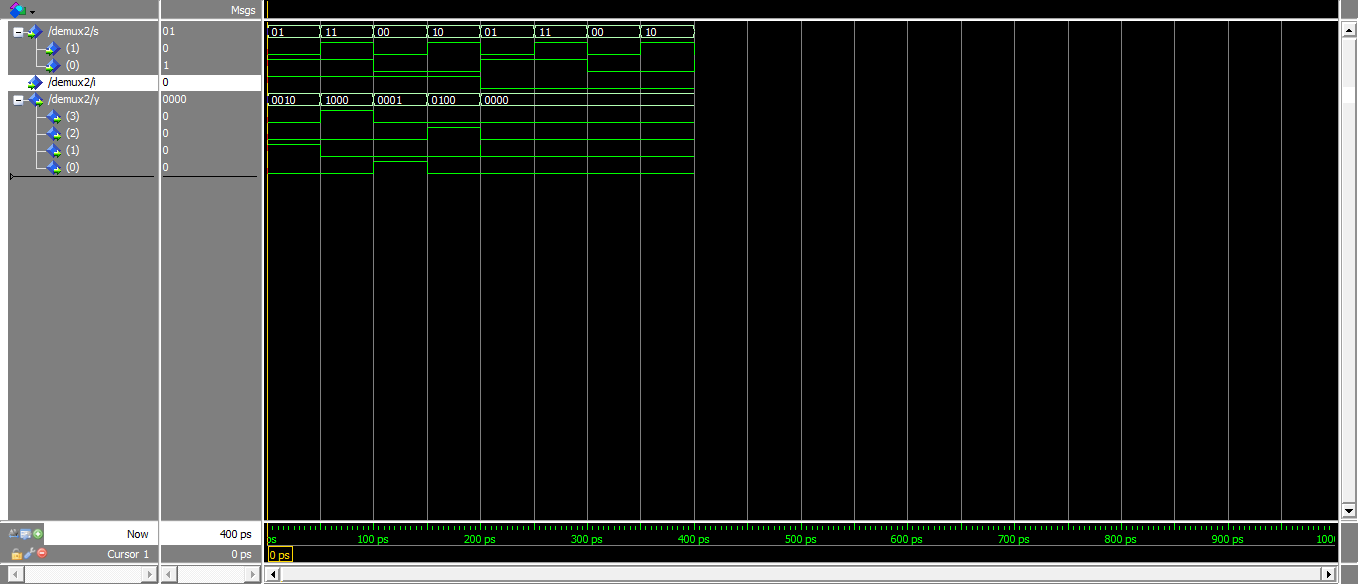 Msgs
/demux2/s 01 01 11 00 10 01 11 00 10
(1) 0
(0) 1
/demux2/i 0
/demux2/y 0000 0010 1000 0001 0100 0000
(3) 0
(2) 0
(1) 0
(0) 0
Now 400 ps ps 100 ps 200 ps 300 ps 400 ps 500 ps 600 ps 700 ps 800 ps 900 ps 100
Cursor 1 0 ps 0 ps